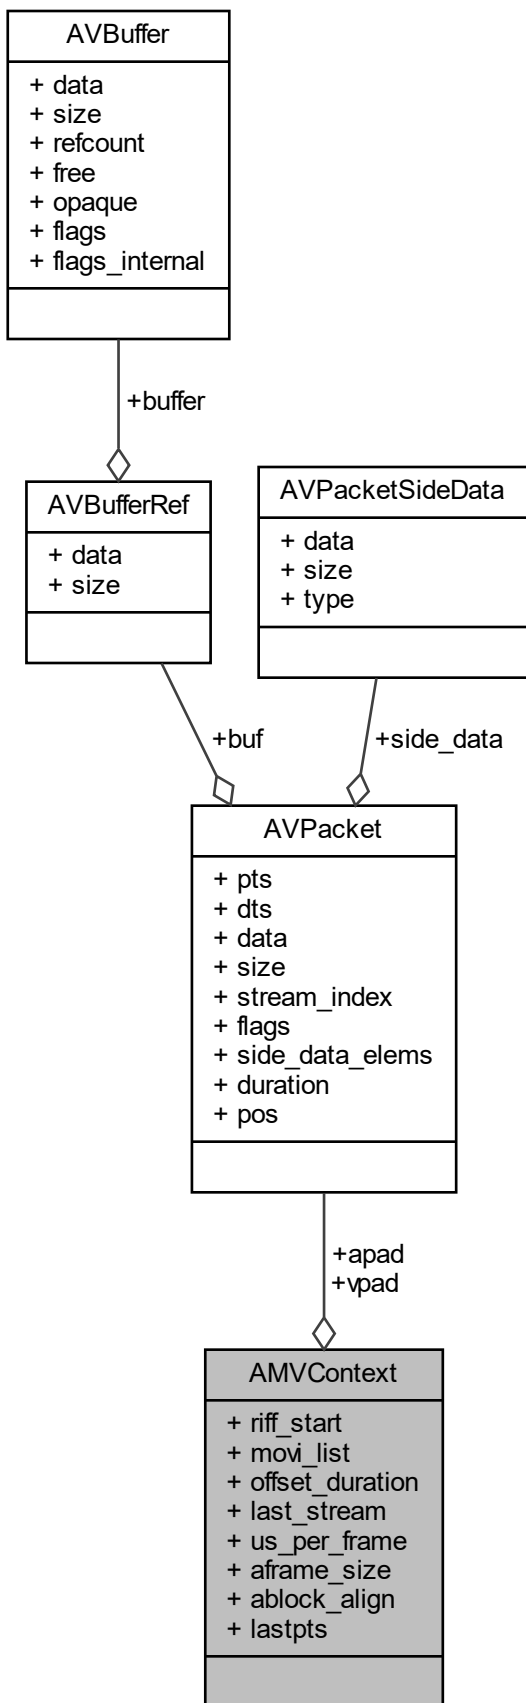 AVBuffer
+ data
+ size
+ refcount
+ free
+ opaque
+ flags
+ flags_internal
+buffer
AVBufferRef
+ data
+ size
AVPacketSideData
+ data
+ size
+ type
+buf
+side_data
AVPacket
+ pts
+ dts
+ data
+ size
+ stream_index
+ flags
+ side_data_elems
+ duration
+ pos
+apad
+vpad
AMVContext
+ riff_start
+ movi_list
+ offset_duration
+ last_stream
+ us_per_frame
+ aframe_size
+ ablock_align
+ lastpts